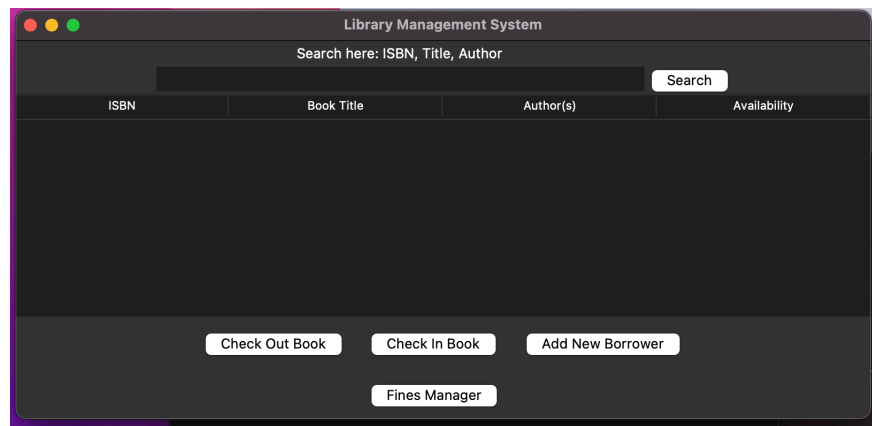 Library Management System
Search here: ISBN, Title, Author
Search
ISBN Book Title Author(s) Availability
Check Out Book Check In Book Add New Borrower
Fines Manager